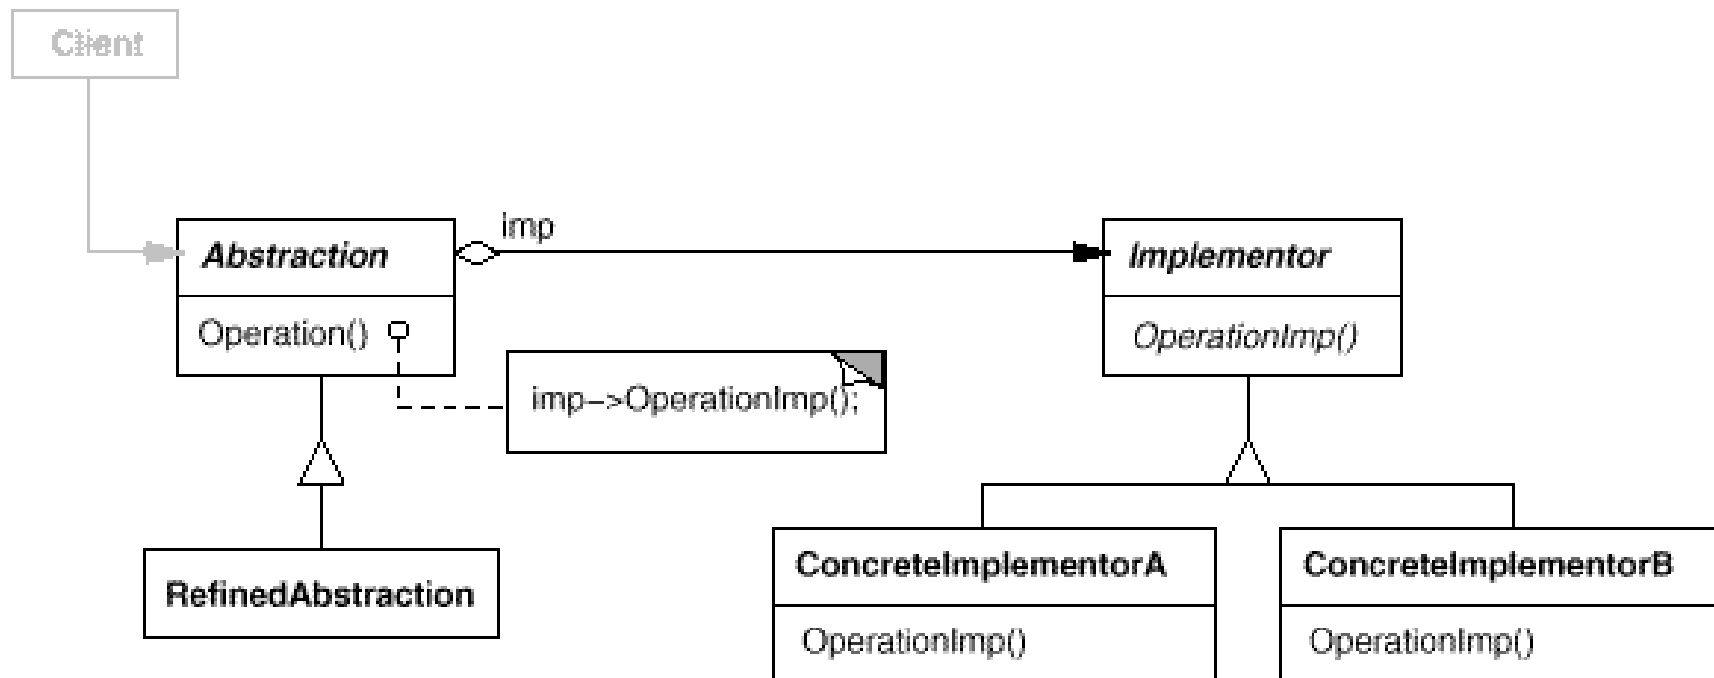 Client
imp
Abstraction
Implementor
Operation()
OperationImp()
imp->OperationImp();
RefinedAbstraction
ConcreteImplementorA
ConcreteImplementorB
OperationImp()
OperationImp()